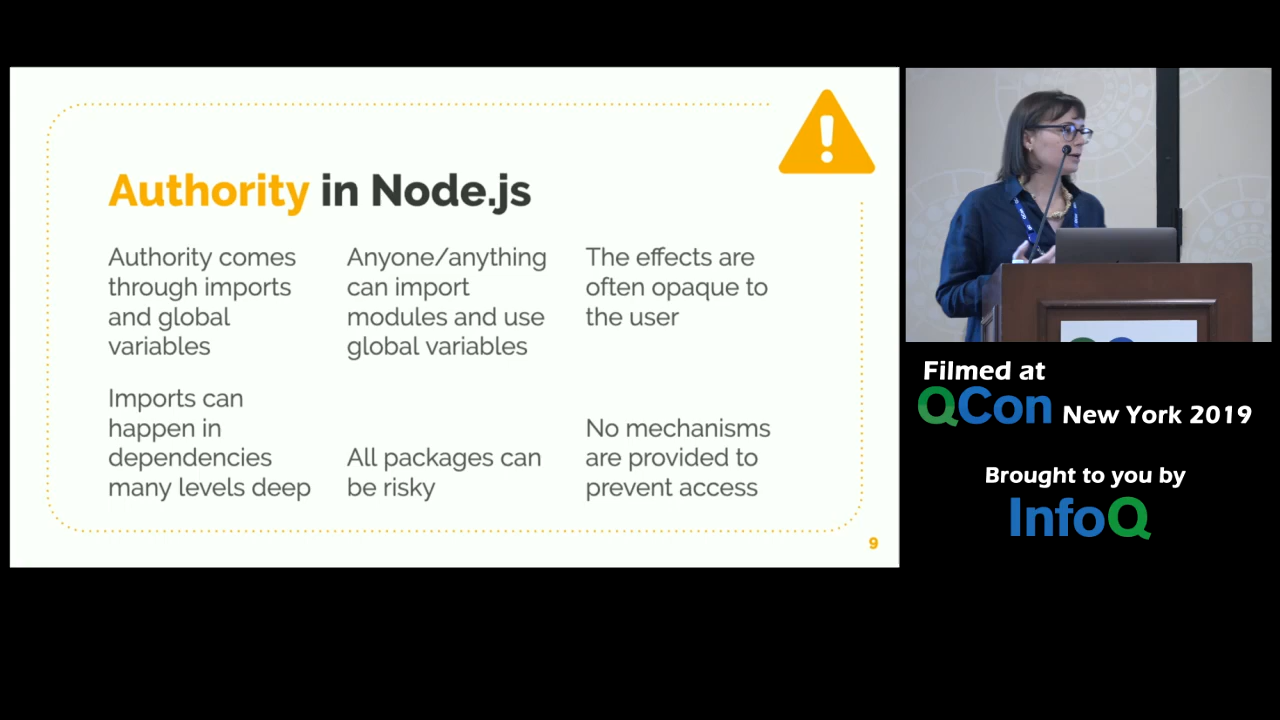 Authority in Node.js
Authority comes
through imports
and global
variables
Anyone/anything
can import
modules and use
global variables
The effects are
often opaque to
the user
Imports can
happen in
dependencies
many levels deep
All packages can
be risky
No mechanisms
are provided to
prevent access
9
Filmed at
QCon New York 2019
Brought to you by
InfoQ